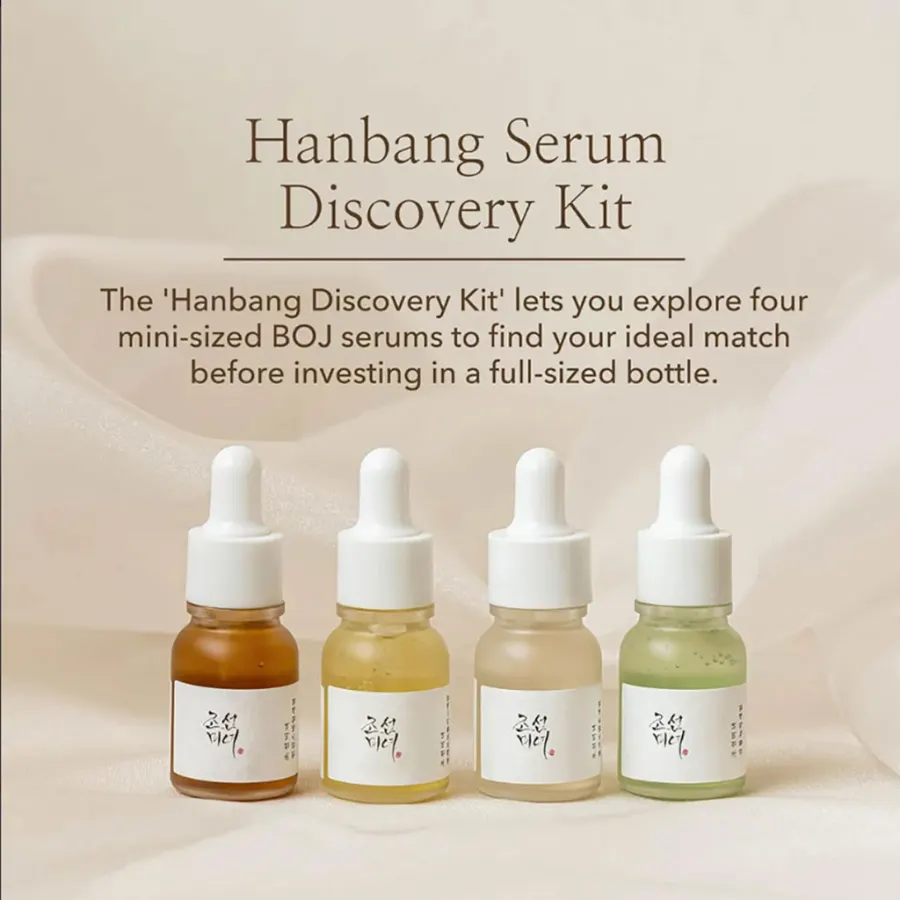 Hanbang Serum
Discovery Kit
The 'Hanbang Discovery Kit' lets you explore four
mini-sized BOJ serums to find your ideal match
before investing in a full-sized bottle.
조선
미녀
조선
미녀
조선
미녀
조선
미녀